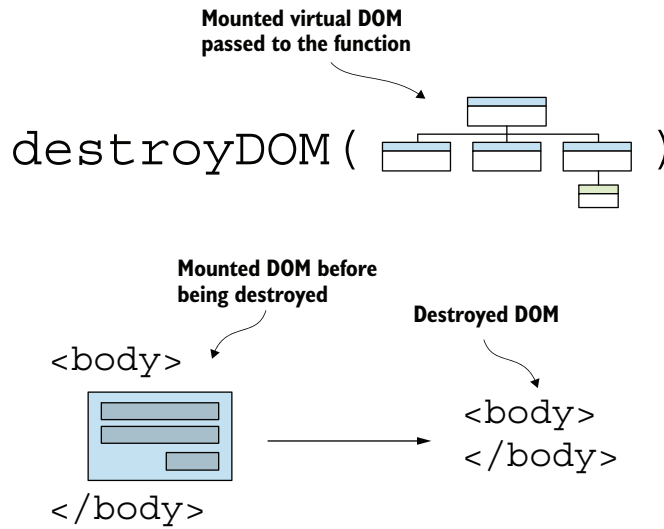 Mounted virtual DOM
passed to the function
destroyDOM( )
Mounted DOM before
being destroyed
Destroyed DOM
<body>
<body>
</body>
</body>